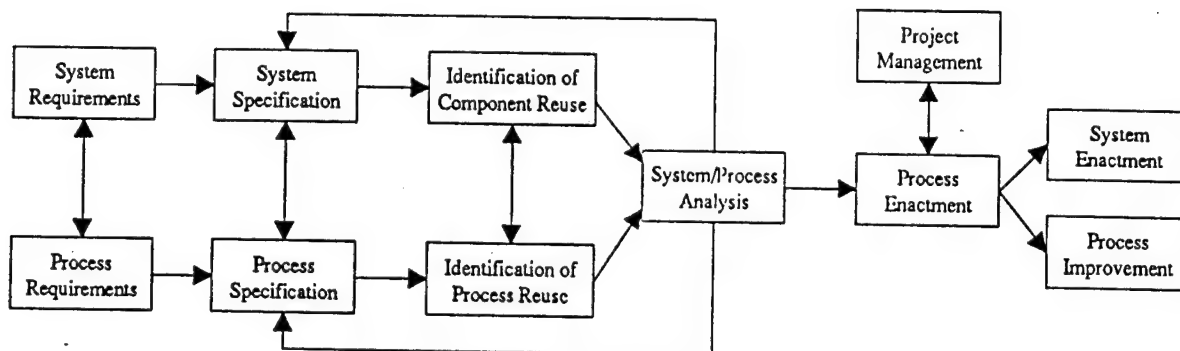 System
Requirements
System
Specification
Identification of
Component Reuse
Project
Management
System/Process
Analysis
Process
Enactment
System
Enactment
Process
Requirements
Process
Specification
Identification of
Process Reuse
Process
Improvement